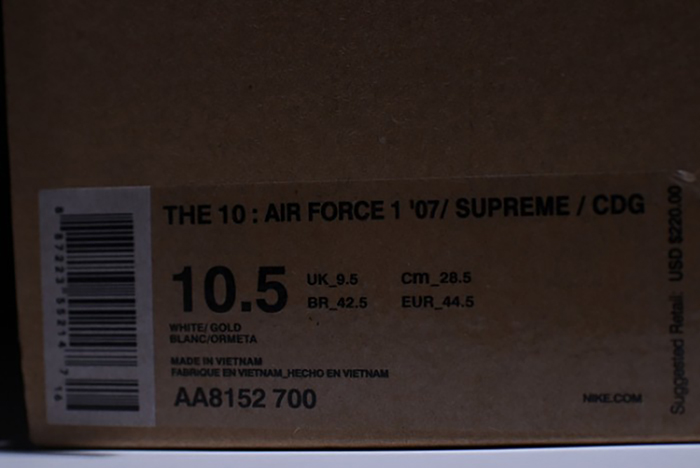 THE 10 : AIR FORCE 1 '07/ SUPREME / CDG
10.5
UK_9.5 cm_28.5
BR_42.5 EUR_44.5
WHITE/ GOLD
BLANC/ORMETA
MADE IN VIETNAM
FABRIQUE EN VIETNAM_HECHO EN VIETNAM
AA8152 700
NIKE.COM
Suggested Retail: USD $220.00